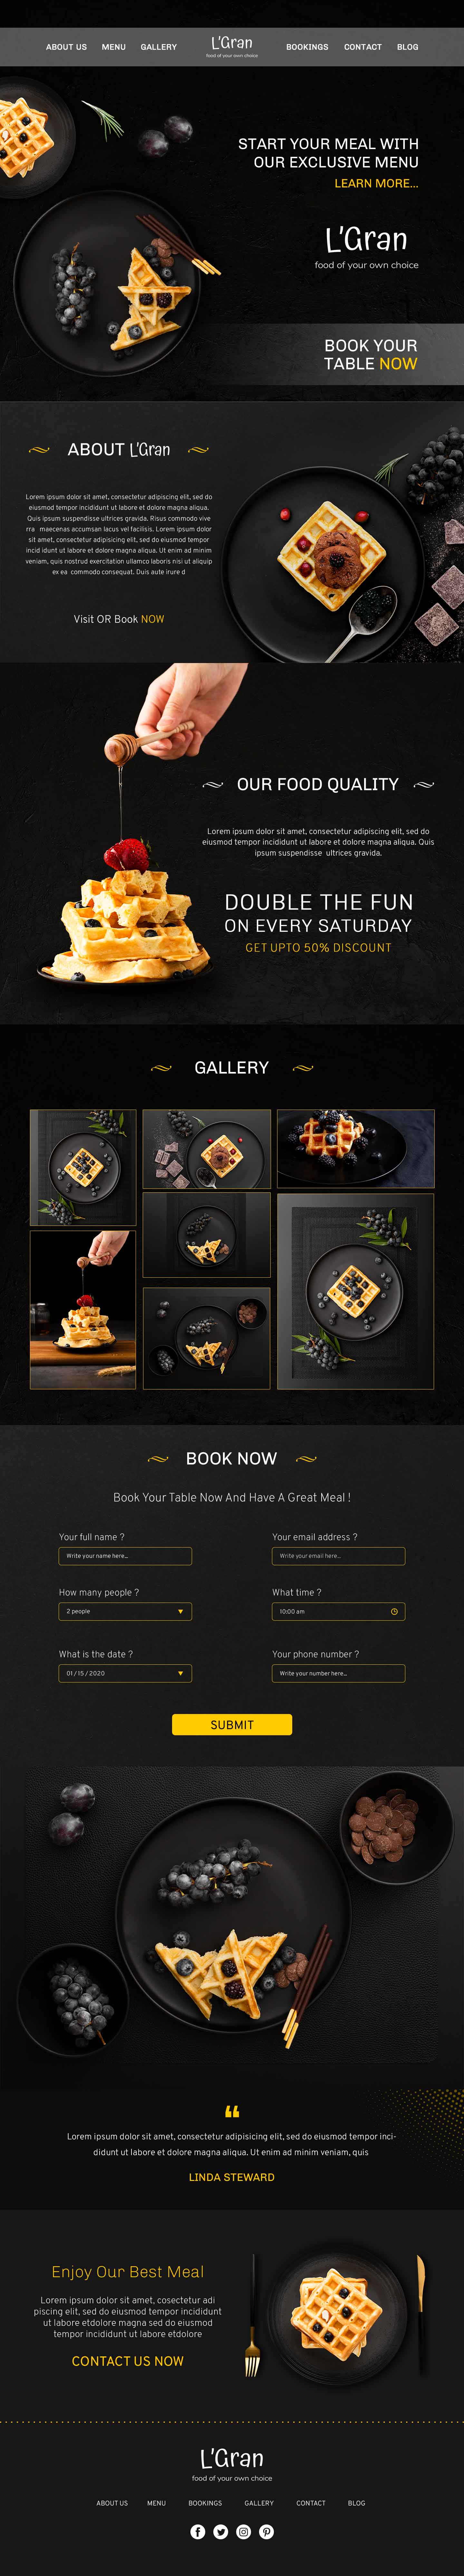 ABOUT US MENU GALLERY L'Gran BOOKINGS CONTACT BLOG
food of your own choice
START YOUR MEAL WITH
OUR EXCLUSIVE MENU
LEARN MORE...
L'Gran
food of your own choice
BOOK YOUR
TABLE NOW
ABOUT L'Gran
Lorem ipsum dolor sit amet, consectetur adipiscing elit, sed do
eiusmod tempor incididunt ut labore et dolore magna aliqua.
Quis ipsum suspendisse ultrices gravida. Risus commodo vive
rra maecenas accumsan lacus vel facilisis. Lorem ipsum dolor
sit amet, consectetur adipisicing elit, sed do eiusmod tempor
incid idunt ut labore et dolore magna aliqua. Ut enim ad minim
veniam, quis nostrud exercitation ullamco laboris nisi ut aliquip
ex ea commodo consequat. Duis aute irure d
Visit OR Book NOW
OUR FOOD QUALITY
Lorem ipsum dolor sit amet, consectetur adipiscing elit, sed do
eiusmod tempor incididunt ut labore et dolore magna aliqua. Quis
ipsum suspendisse ultrices gravida.
DOUBLE THE FUN
ON EVERY SATURDAY
GET UPTO 50% DISCOUNT
GALLERY
BOOK NOW
Book Your Table Now And Have A Great Meal !
Your full name ? Your email address ?
Write your name here.. Write your email here..
How many people ? What time ?
2 people 10:00 am
What is the date ? Your phone number ?
01 / 15 / 2020 Write your number here..
SUBMIT
“
Lorem ipsum dolor sit amet, consectetur adipisicing elit, sed do eiusmod tempor inci-
didunt ut labore et dolore magna aliqua. Ut enim ad minim veniam, quis
LINDA STEWARD
Enjoy Our Best Meal
Lorem ipsum dolor sit amet, cosectetur adi
piscing elit, sed do eiusmod tempor incididunt
ut labore etdolore magna sed do eiusmod
tempor incididunt ut labore etdolore
CONTACT US NOW
L'Gran
food of your own choice
ABOUT US MENU BOOKINGS GALLERY CONTACT BLOG